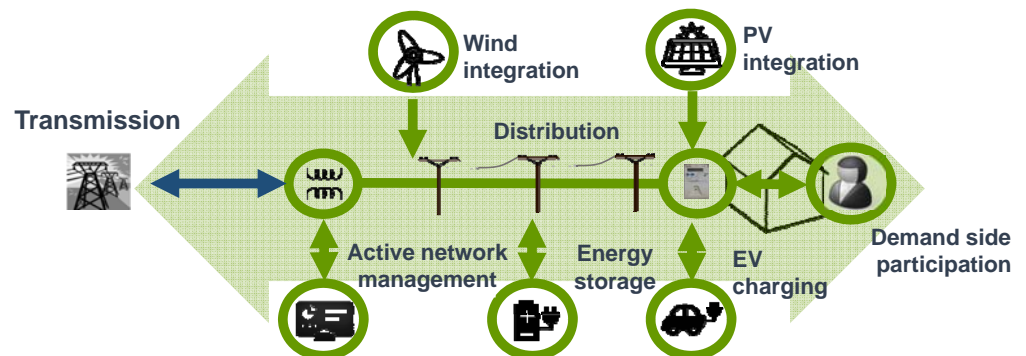 Wind
integration
PV
integration
Transmission
Distribution
Active network
management
Energy
storage
EV
charging
Demand side
participation